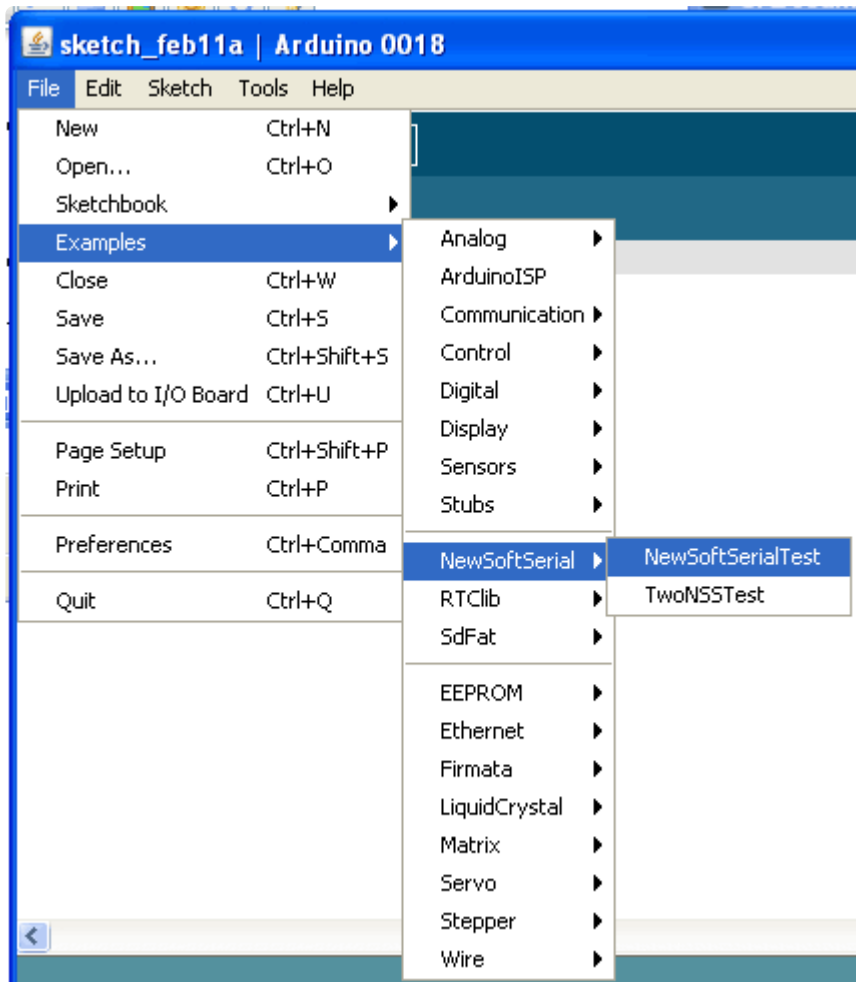 sketch_feb11a | Arduino 0018
File Edit Sketch Tools Help
New Ctrl+N
Open... Ctrl+O
Sketchbook
Examples
Close Ctrl+W
Save Ctrl+S
Save As... Ctrl+Shift+S
Upload to I/O Board Ctrl+U
Page Setup Ctrl+Shift+P
Print Ctrl+P
Preferences Ctrl+Comma
Quit Ctrl+Q
Analog
ArduinoISP
Communication
Control
Digital
Display
Sensors
Stubs
NewSoftSerial
RTClib
SdFat
EEPROM
Ethernet
Firmata
LiquidCrystal
Matrix
Servo
Stepper
Wire
NewSoftSerialTest
TwoNSSTest